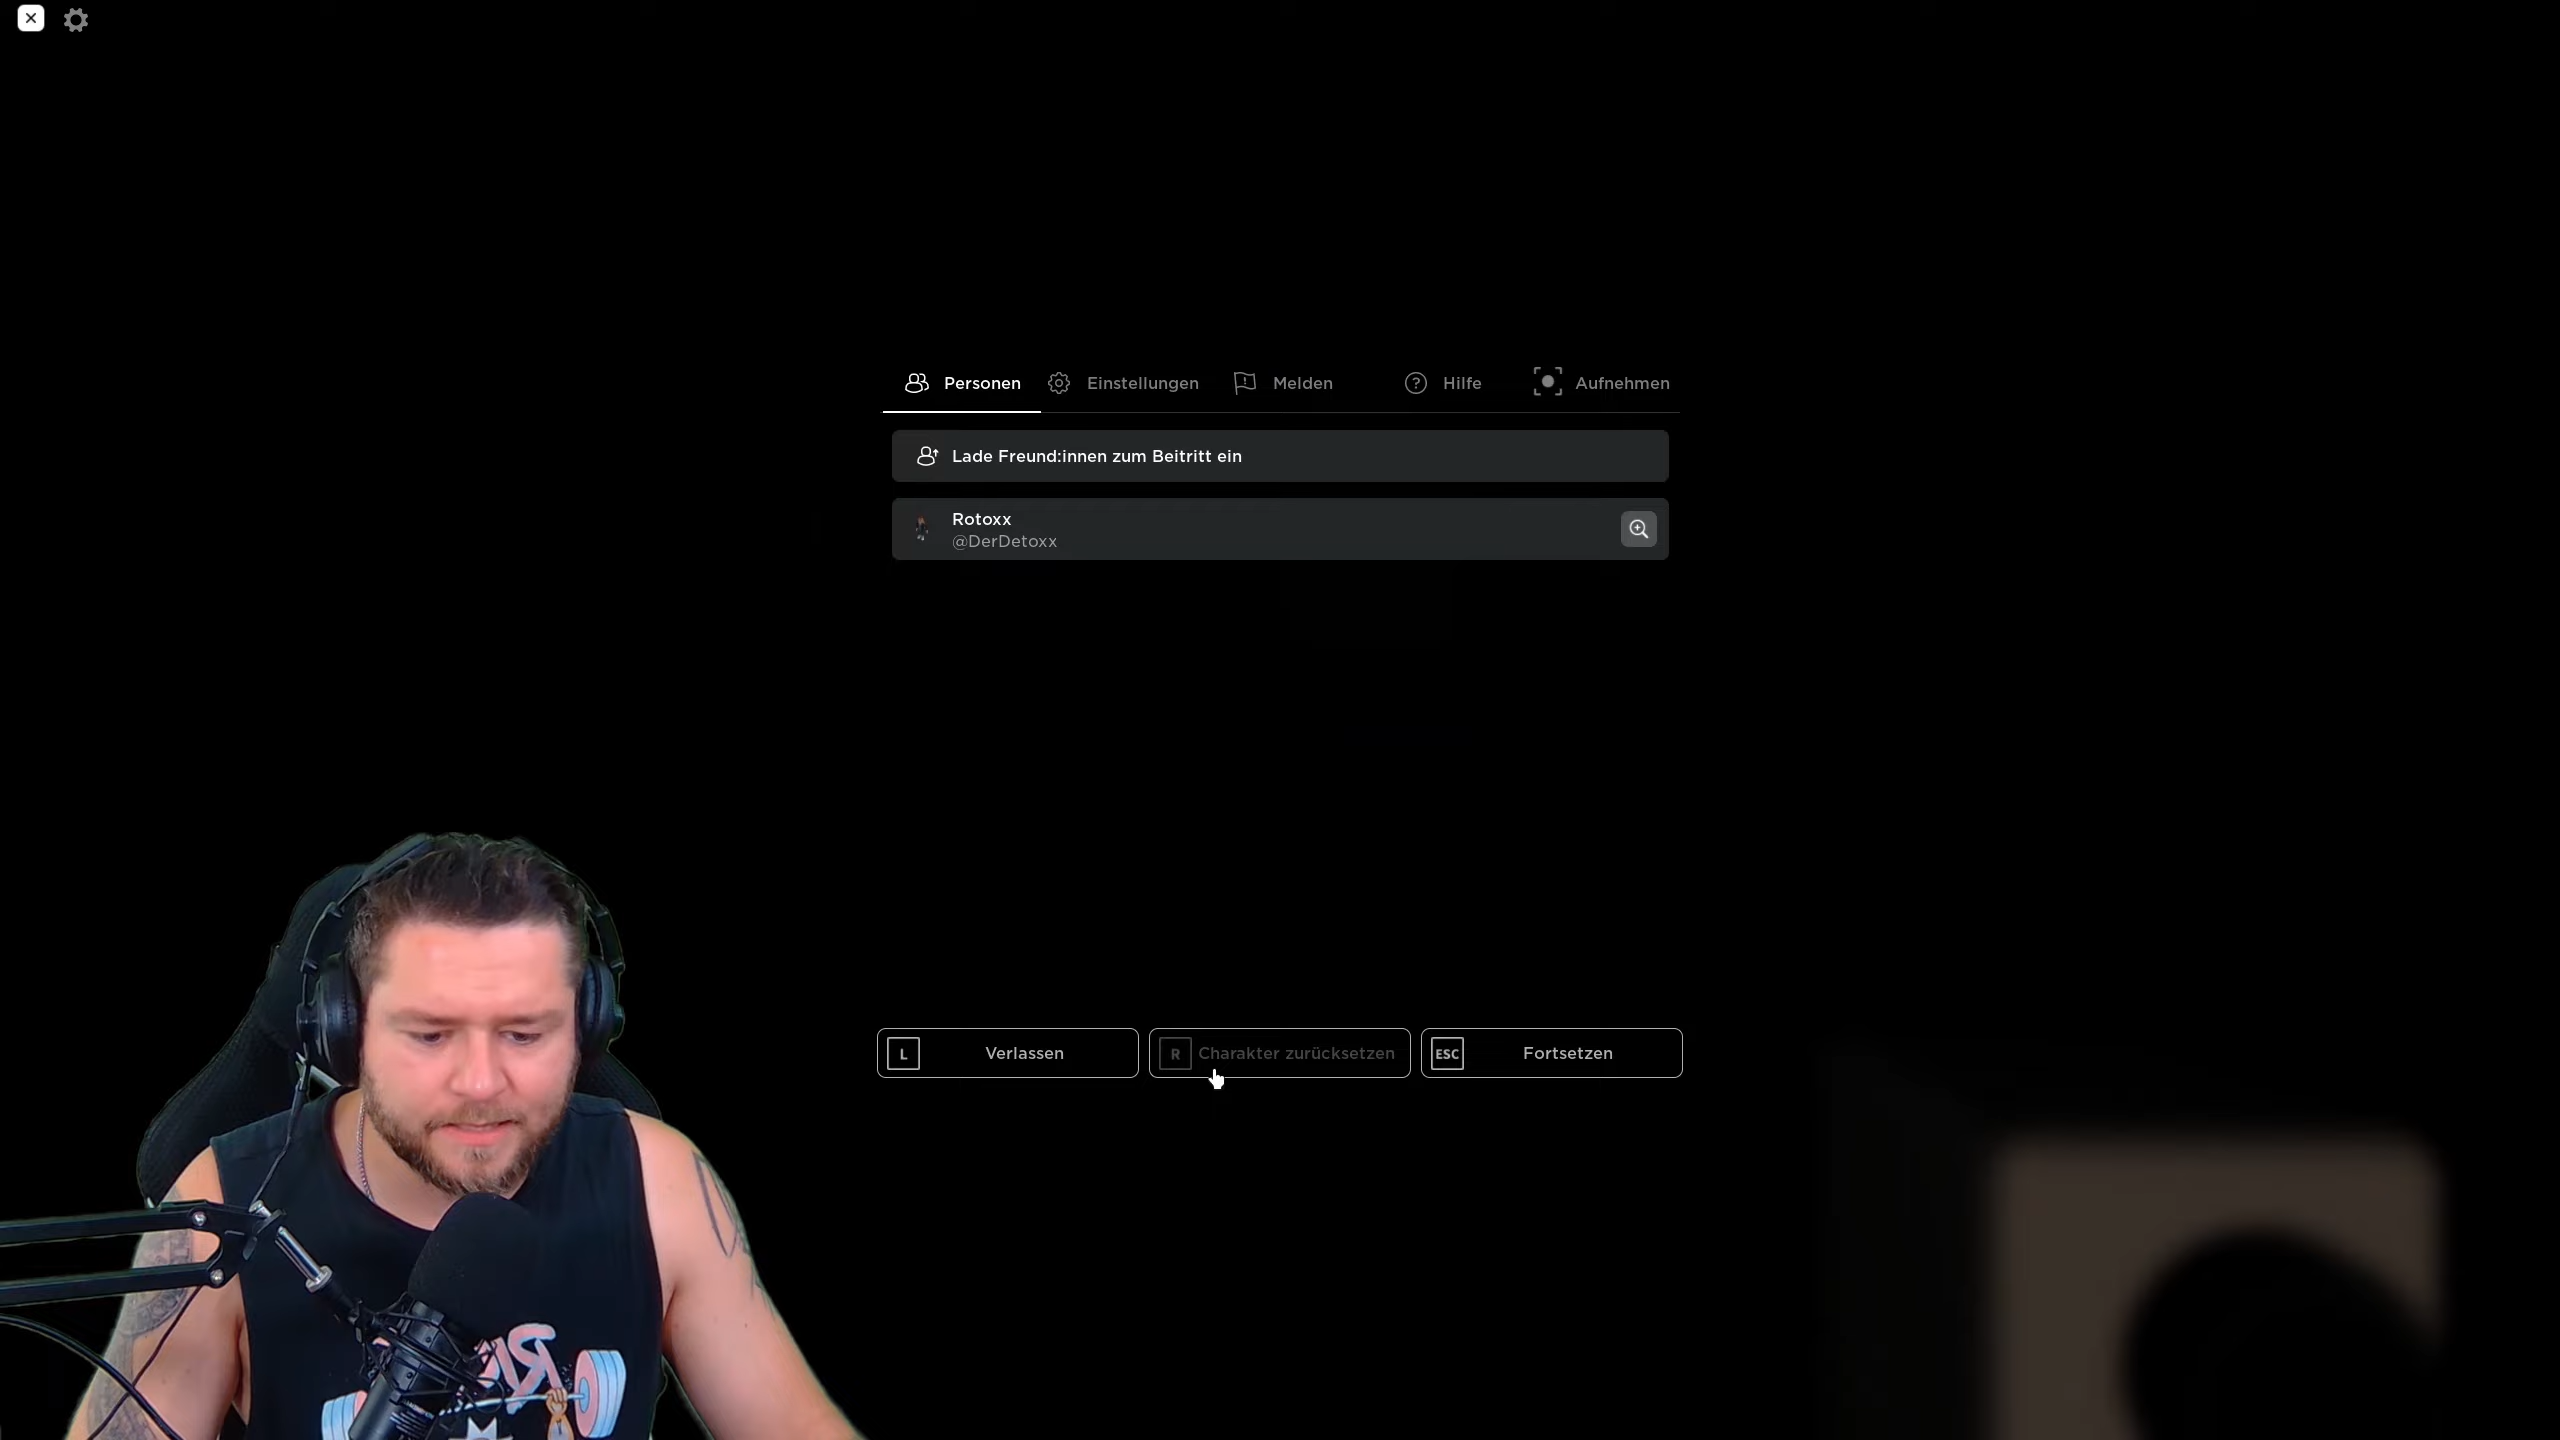 Personen
Einstellungen
Melden
Hilfe
Aufnehmen
Lade Freund:innen zum Beitritt ein
Rotoxx
@DerDetoxx
L Verlassen
R Charakter zurücksetzen
ESC Fortsetzen